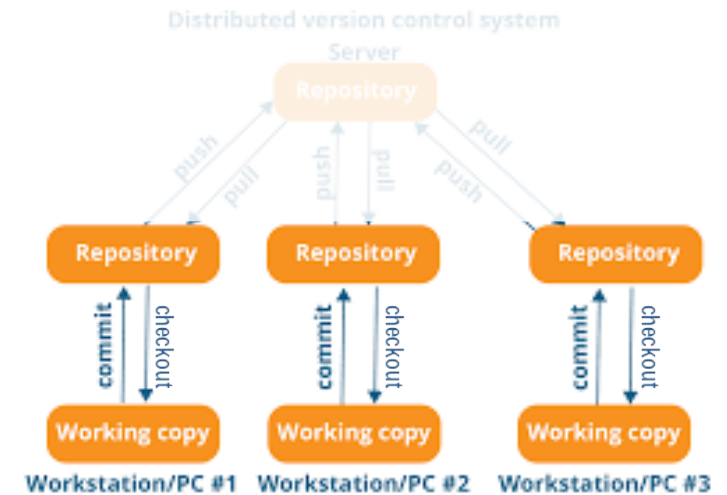 Distributed version control system
Server
Repository
push
pull
push
pull
push
pull
Repository
Repository
Repository
commit
checkout
commit
checkout
commit
checkout
Working copy
Working copy
Working copy
Workstation/PC #1
Workstation/PC #2
Workstation/PC #3